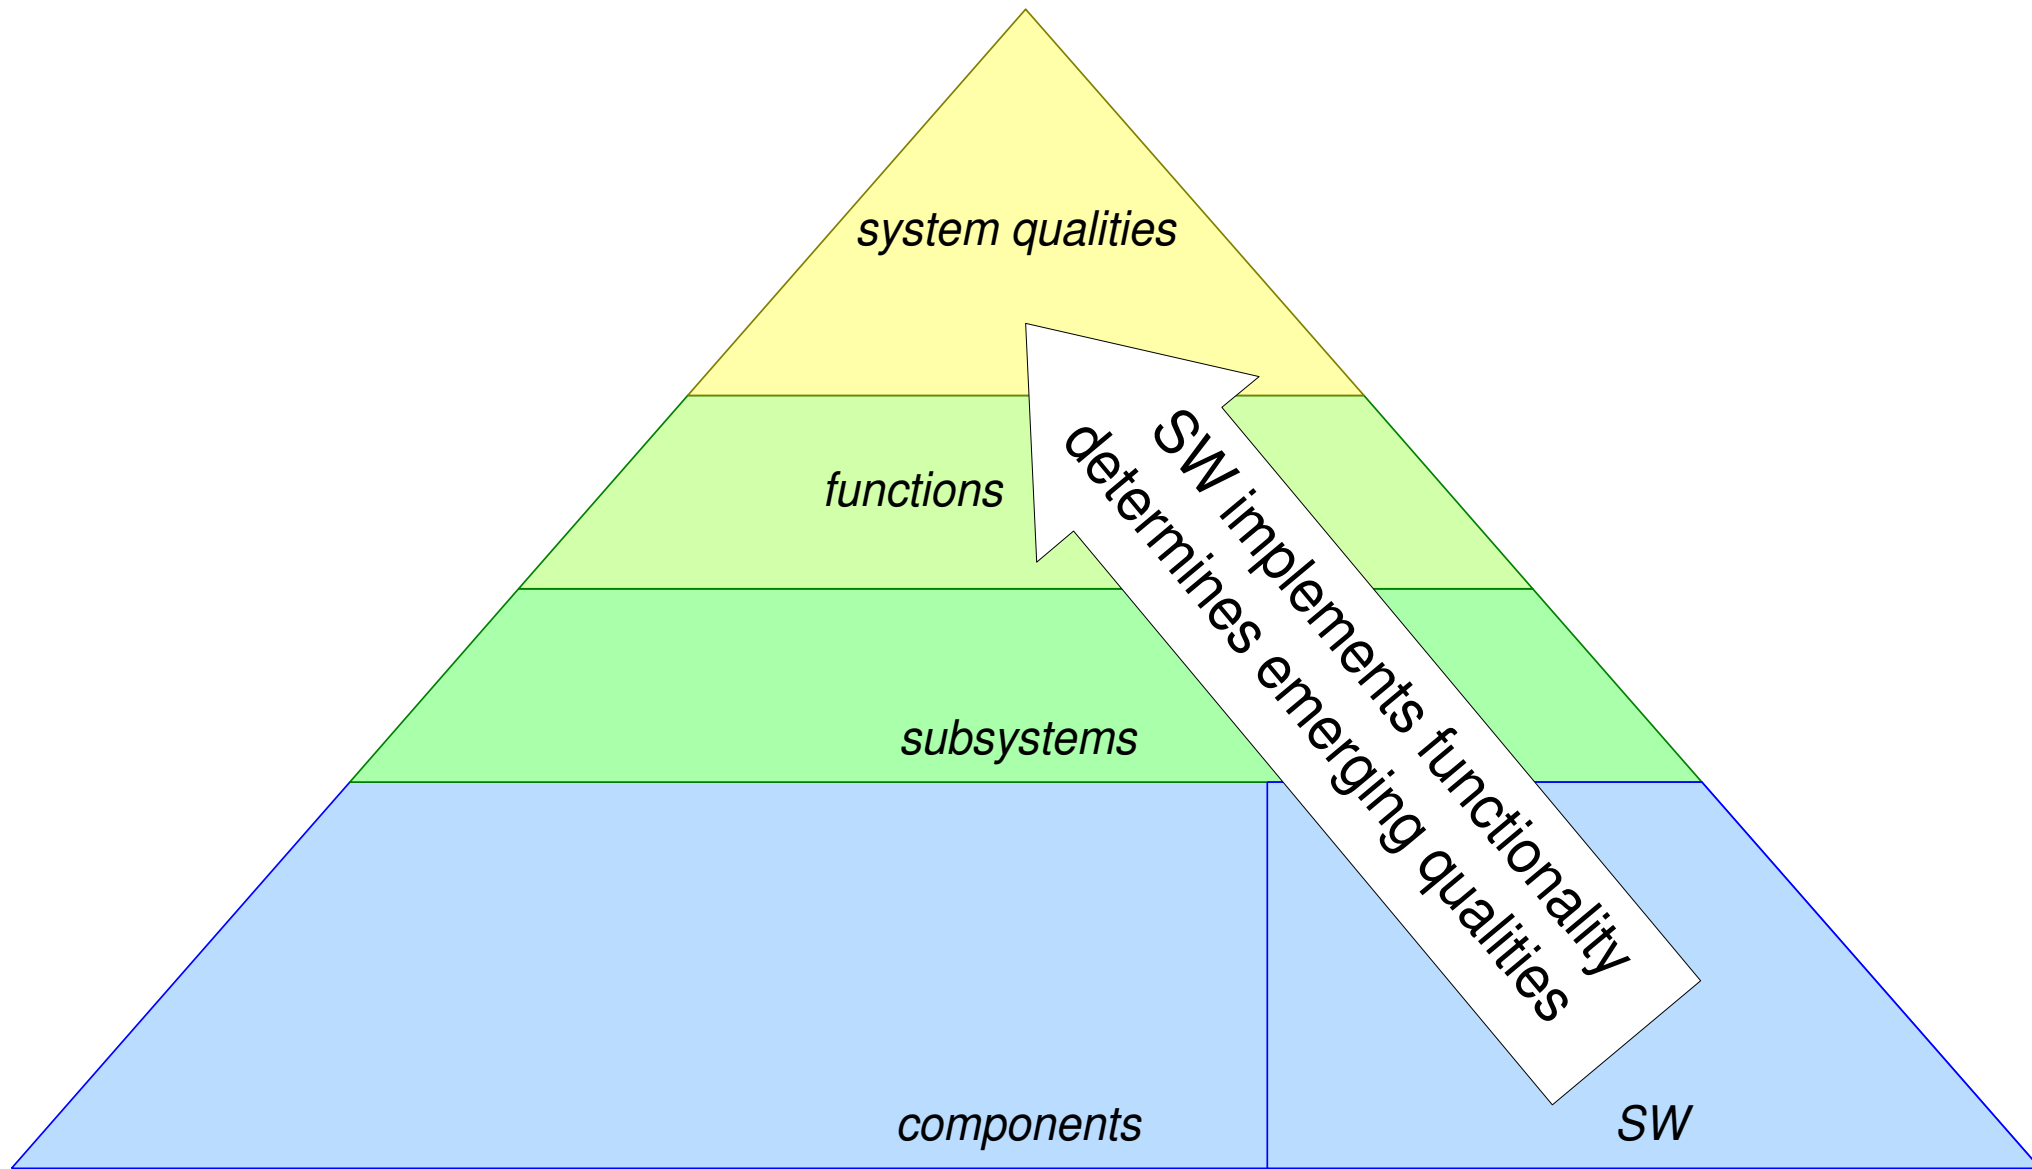 system qualities
functions
SW implements functionality
determines emerging qualities
subsystems
components
SW